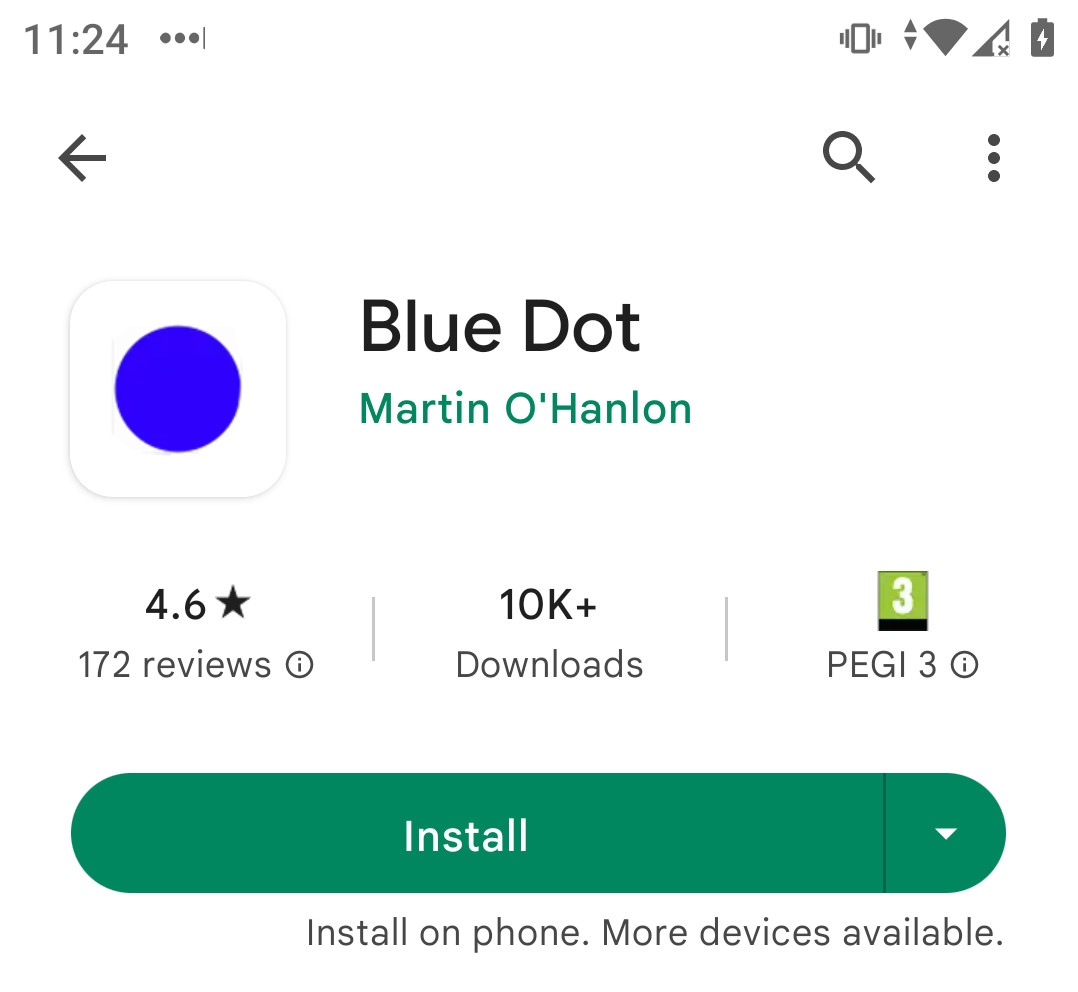 11:24
Blue Dot
Martin O'Hanlon
4.6★
10K+
3
172 reviews
Downloads
PEGI 3
Install
Install on phone. More devices available.